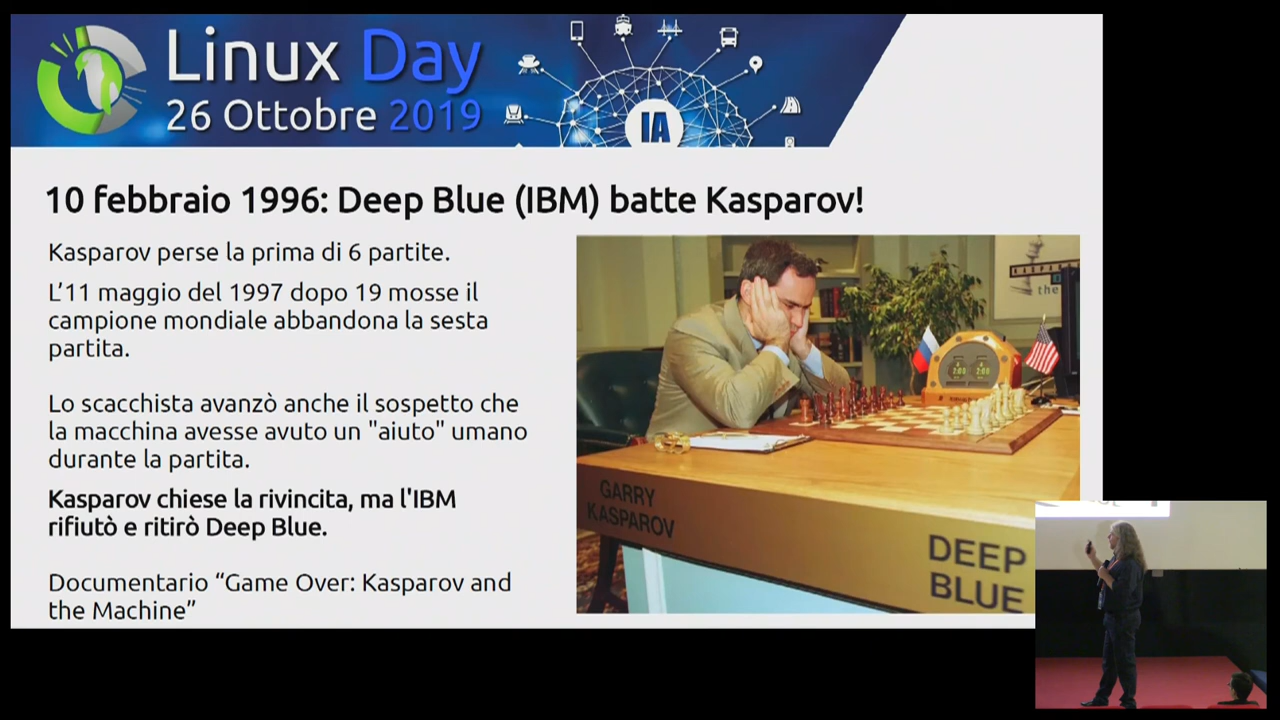 Linux Day
26 Ottobre 2019
IA
10 febbraio 1996: Deep Blue (IBM) batte Kasparov!
Kasparov perse la prima di 6 partite.
L'11 maggio del 1997 dopo 19 mosse il
campione mondiale abbandona la sesta
partita.
Lo scacchista avanzò anche il sospetto che
la macchina avesse avuto un "aiuto" umano
durante la partita.
Kasparov chiese la rivincita, ma l'IBM
rifiutò e ritirò Deep Blue.
Documentario “Game Over: Kasparov and
the Machine”
the
GARRY
KASPAROV
DEEP
BLUE